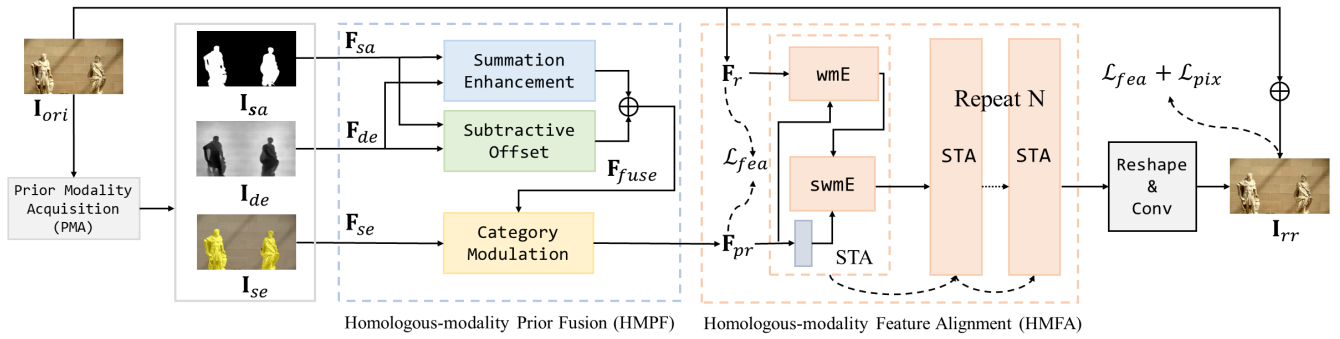 I_ori
Prior Modality
Acquisition
(PMA)
I_sa
I_de
I_se
F_sa
F_de
F_se
Summation
Enhancement
Subtractive
Offset
F_fuse
Category
Modulation
Homologous-modality Prior Fusion (HMPF)
F_r
ℒ_fea
F_pr
wmE
swmE
STA
Repeat N
STA
STA
Homologous-modality Feature Alignment (HMFA)
ℒ_fea + ℒ_pix
Reshape
&
Conv
I_rr